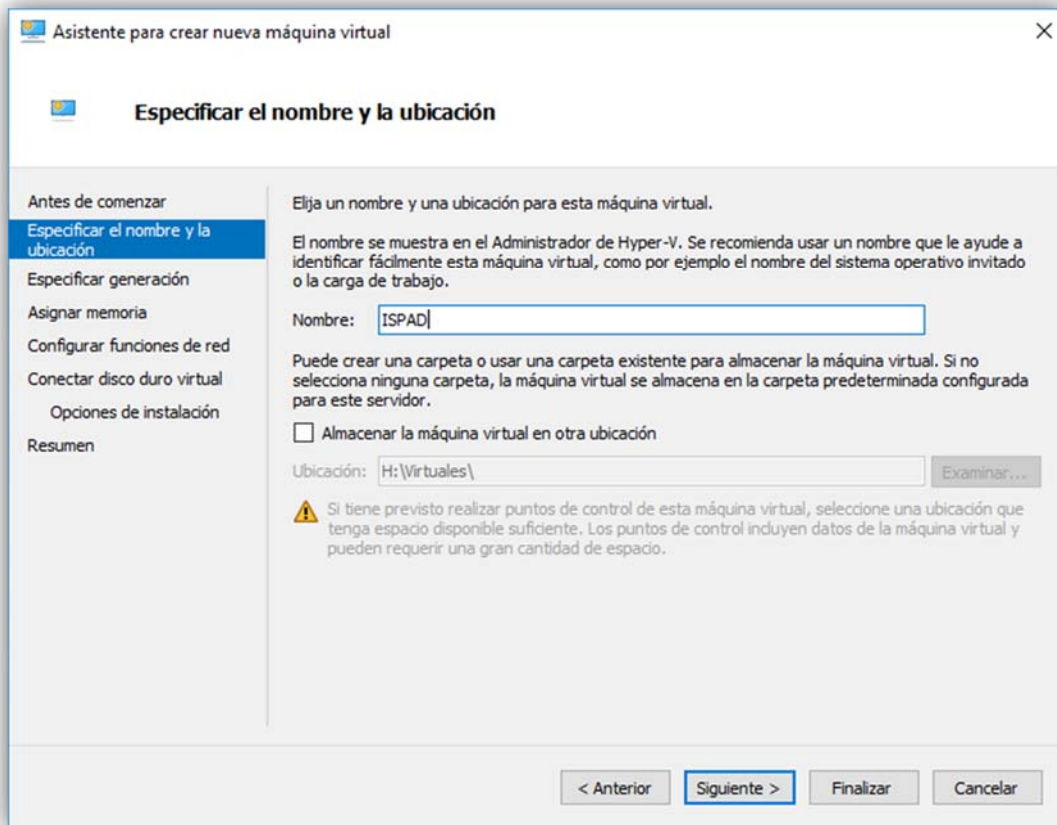 Asistente para crear nueva máquina virtual
Especificar el nombre y la ubicación
Antes de comenzar
Especificar el nombre y la
ubicación
Especificar generación
Asignar memoria
Configurar funciones de red
Conectar disco duro virtual
Opciones de instalación
Resumen
Elija un nombre y una ubicación para esta máquina virtual.
El nombre se muestra en el Administrador de Hyper-V. Se recomienda usar un nombre que le ayude a
identificar fácilmente esta máquina virtual, como por ejemplo el nombre del sistema operativo invitado
o la carga de trabajo.
Nombre: ISPAD
Puede crear una carpeta o usar una carpeta existente para almacenar la máquina virtual. Si no
selecciona ninguna carpeta, la máquina virtual se almacena en la carpeta predeterminada configurada
para este servidor.
Almacenar la máquina virtual en otra ubicación
Ubicación: H:\Virtuales\ Examinar...
Si tiene previsto realizar puntos de control de esta máquina virtual, seleccione una ubicación que
tenga espacio disponible suficiente. Los puntos de control incluyen datos de la máquina virtual y
pueden requerir una gran cantidad de espacio.
< Anterior Siguiente > Finalizar Cancelar